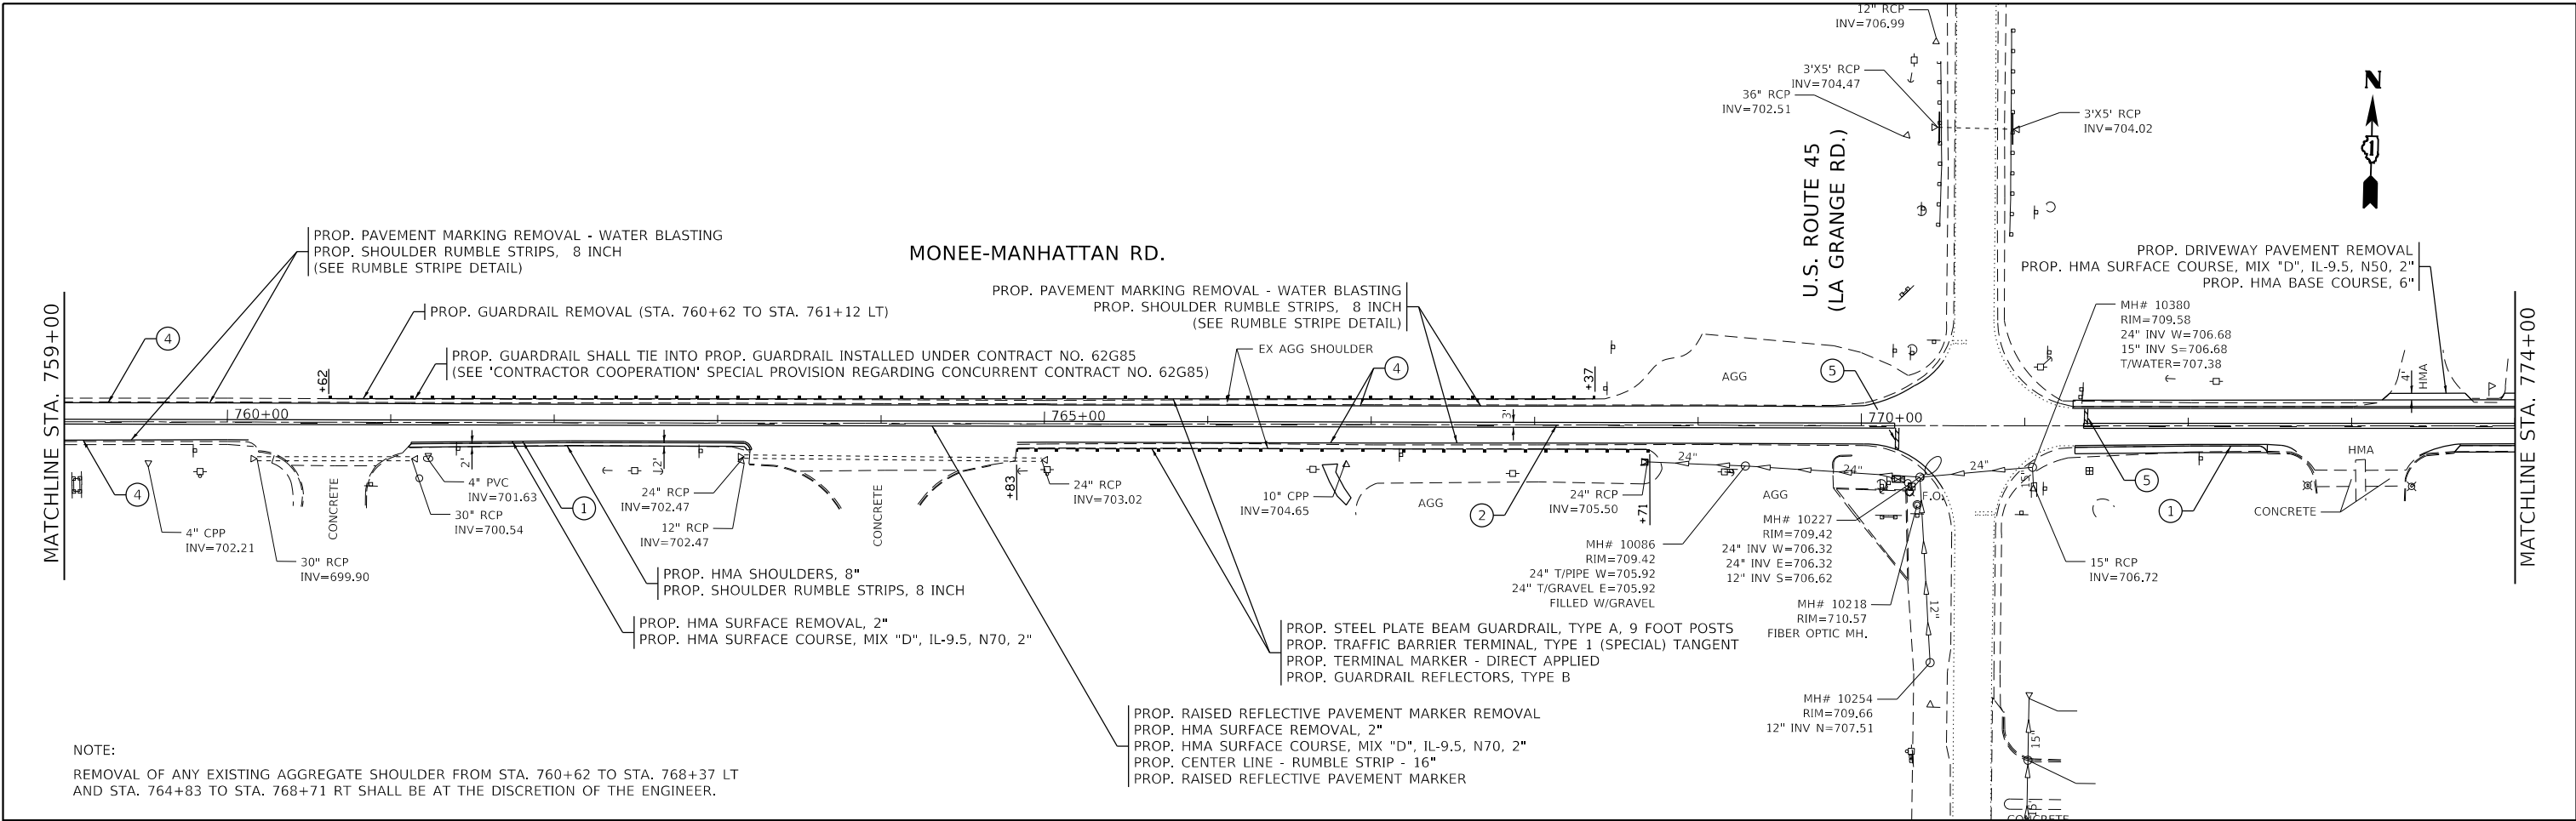 12" RCP
INV=706.99
3'X5' RCP
INV=704.47
36" RCP
INV=702.51
3'X5' RCP
INV=704.02
N
1
U.S. ROUTE 45
(LA GRANGE RD.)
MONEE-MANHATTAN RD.
PROP. PAVEMENT MARKING REMOVAL - WATER BLASTING
PROP. SHOULDER RUMBLE STRIPS, 8 INCH
(SEE RUMBLE STRIPE DETAIL)
PROP. GUARDRAIL REMOVAL (STA. 760+62 TO STA. 761+12 LT)
PROP. GUARDRAIL SHALL TIE INTO PROP. GUARDRAIL INSTALLED UNDER CONTRACT NO. 62G85
(SEE 'CONTRACTOR COOPERATION' SPECIAL PROVISION REGARDING CONCURRENT CONTRACT NO. 62G85)
PROP. PAVEMENT MARKING REMOVAL - WATER BLASTING
PROP. SHOULDER RUMBLE STRIPS, 8 INCH
(SEE RUMBLE STRIPE DETAIL)
EX AGG SHOULDER
PROP. DRIVEWAY PAVEMENT REMOVAL
PROP. HMA SURFACE COURSE, MIX "D", IL-9.5, N50, 2"
PROP. HMA BASE COURSE, 6"
MH# 10380
RIM=709.58
24" INV W=706.68
15" INV S=706.68
T/WATER=707.38
MATCHLINE STA. 759+00
MATCHLINE STA. 774+00
4
+62
4
+37
AGG
5
4'
HMA
760+00
765+00
3'
770+00
4
2'
2'
+83
24"
24"
24"
15"
F.O.
HMA
5
1
CONCRETE
4" CPP
INV=702.21
30" RCP
INV=699.90
CONCRETE
4" PVC
INV=701.63
30" RCP
INV=700.54
1
24" RCP
INV=702.47
12" RCP
INV=702.47
CONCRETE
24" RCP
INV=703.02
10" CPP
INV=704.65
AGG
2
24" RCP
INV=705.50
+71
AGG
MH# 10086
RIM=709.42
24" T/PIPE W=705.92
24" T/GRAVEL E=705.92
FILLED W/GRAVEL
MH# 10227
RIM=709.42
24" INV W=706.32
24" INV E=706.32
12" INV S=706.62
MH# 10218
RIM=710.57
FIBER OPTIC MH.
12"
15" RCP
INV=706.72
MH# 10254
RIM=709.66
12" INV N=707.51
15"
15"
CONCRETE
PROP. HMA SHOULDERS, 8"
PROP. SHOULDER RUMBLE STRIPS, 8 INCH
PROP. HMA SURFACE REMOVAL, 2"
PROP. HMA SURFACE COURSE, MIX "D", IL-9.5, N70, 2"
PROP. STEEL PLATE BEAM GUARDRAIL, TYPE A, 9 FOOT POSTS
PROP. TRAFFIC BARRIER TERMINAL, TYPE 1 (SPECIAL) TANGENT
PROP. TERMINAL MARKER - DIRECT APPLIED
PROP. GUARDRAIL REFLECTORS, TYPE B
PROP. RAISED REFLECTIVE PAVEMENT MARKER REMOVAL
PROP. HMA SURFACE REMOVAL, 2"
PROP. HMA SURFACE COURSE, MIX "D", IL-9.5, N70, 2"
PROP. CENTER LINE - RUMBLE STRIP - 16"
PROP. RAISED REFLECTIVE PAVEMENT MARKER
NOTE:
REMOVAL OF ANY EXISTING AGGREGATE SHOULDER FROM STA. 760+62 TO STA. 768+37 LT
AND STA. 764+83 TO STA. 768+71 RT SHALL BE AT THE DISCRETION OF THE ENGINEER.